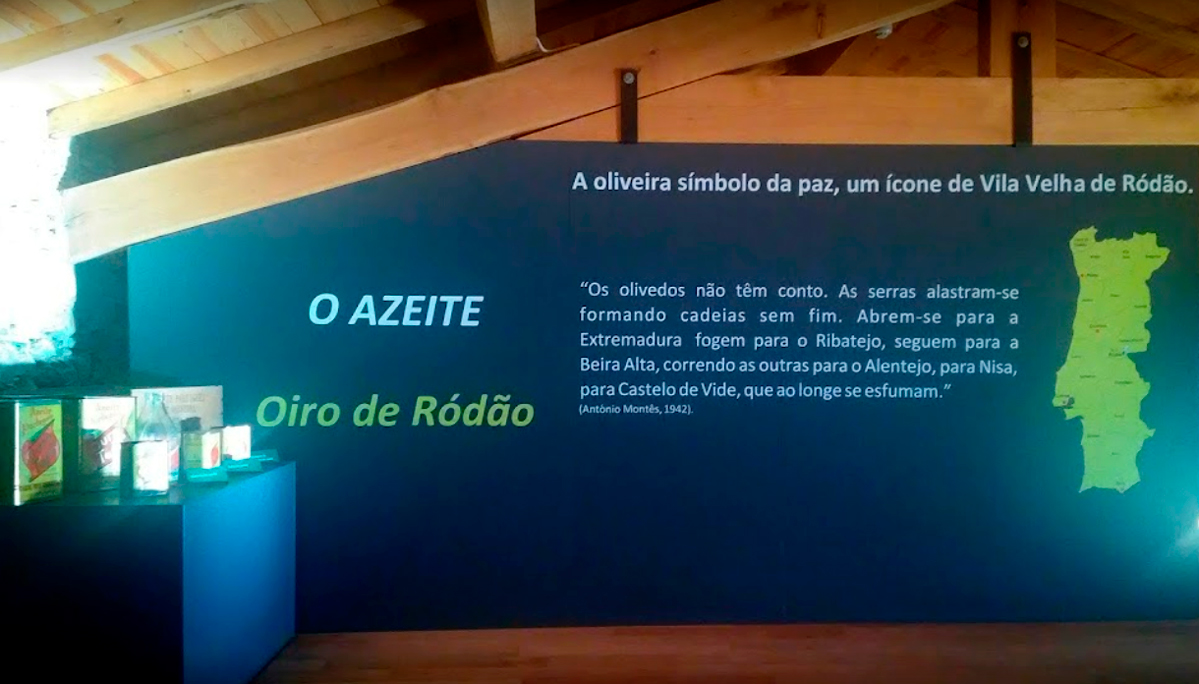 A oliveira símbolo da paz, um ícone de Vila Velha de Ródão.
O AZEITE
Oiro de Ródão
“Os olivedos não têm conto. As serras alastram-se
formando cadeias sem fim. Abrem-se para a
Extremadura fogem para o Ribatejo, seguem para a
Beira Alta, correndo as outras para o Alentejo, para Nisa,
para Castelo de Vide, que ao longe se esfumam.”
(António Montês, 1942).